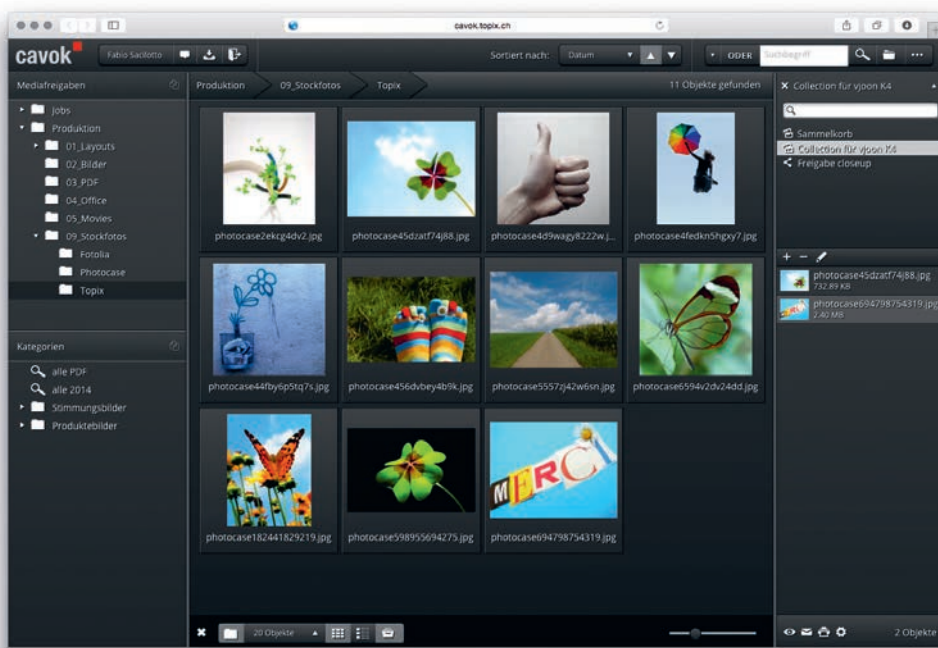 cavok.topix.ch
cavok
Fabio Sacilotto
Sortiert nach:
Datum
ODER
Suchbegriff
Mediafreigaben
Jobs
Produktion
01_Layouts
02_Bilder
03_PDF
04_Office
05_Movies
09_Stockfotos
Fotolia
Photocase
Topix
Kategorien
alle PDF
alle 2014
Stimmungsbilder
Produktebilder
Produktion
09_Stockfotos
Topix
11 Objekte gefunden
photocase2ekcg4dv2.jpg
photocase45dzatf74j88.jpg
photocase4d9wagy8222w.j...
photocase4fedkn5hgxy7.jpg
photocase44fby6p5tq7s.jpg
photocase456dvbey4b9k.jpg
photocase5557zj42w6sn.jpg
photocase6594v2dv24dd.jpg
MERCI
photocase182441829219.jpg
photocase598955694275.jpg
photocase694798754319.jpg
20 Objekte
Collection für vjoon K4
Sammelkorb
Collection für vjoon K4
Freigabe closeup
photocase45dzatf74j88.jpg
732.89 KB
photocase694798754319.jpg
2.40 MB
2 Objekte